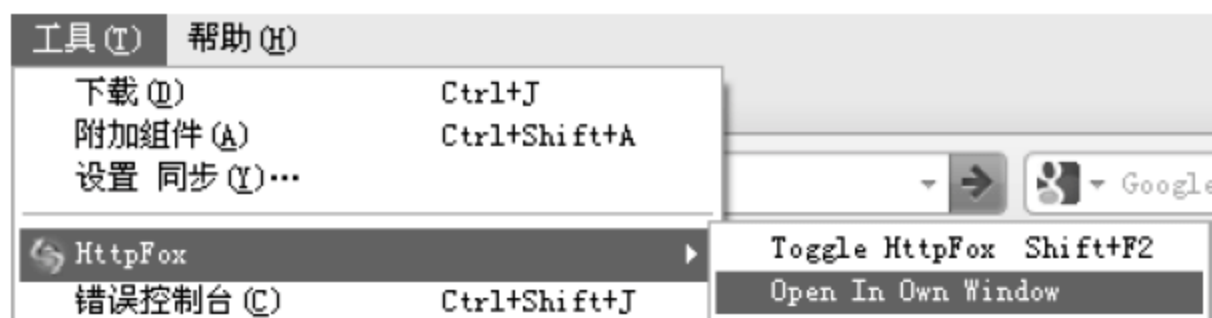 工具(T) 帮助(H)
下载(D) Ctrl+J
附加组件(A) Ctrl+Shift+A
设置 同步(Y)…
Google
HttpFox
Toggle HttpFox Shift+F2
错误控制台(C) Ctrl+Shift+J
Open In Own Window